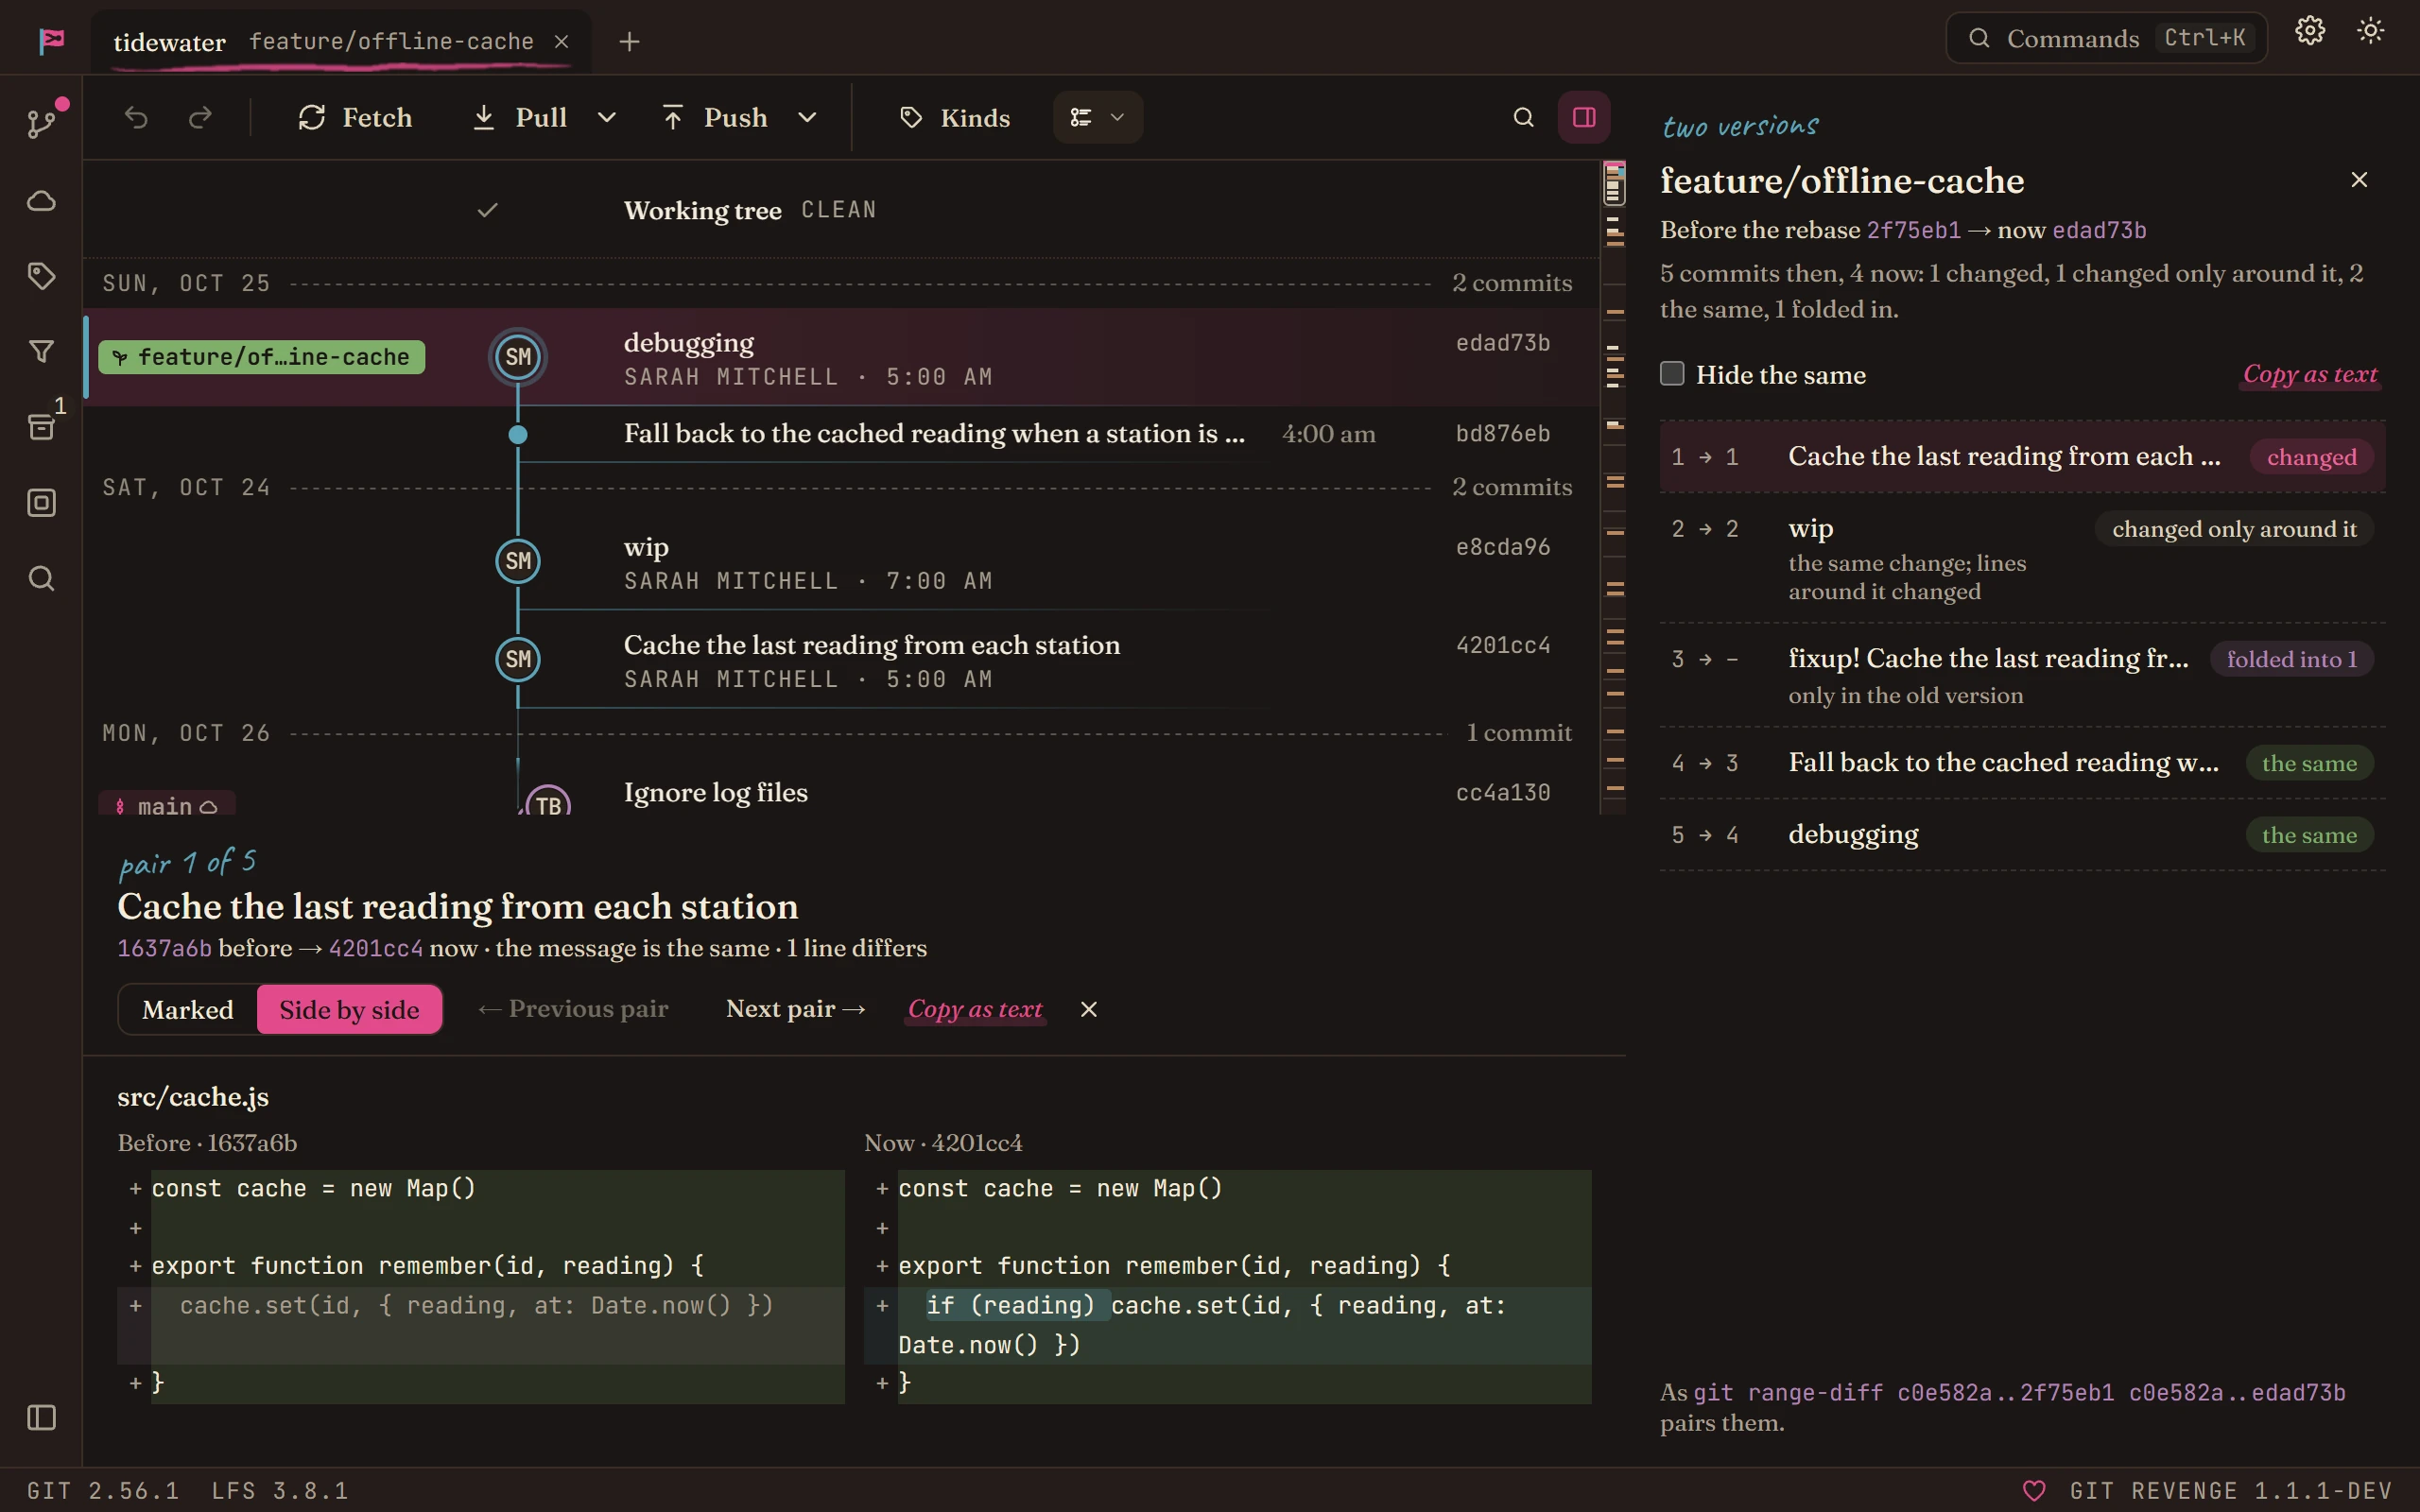 tidewater feature/offline-cache
Commands Ctrl+K
Fetch Pull Push Kinds
Working tree CLEAN
SUN, OCT 25 2 commits
feature/of…ine-cache SM debugging edad73b
SARAH MITCHELL · 5:00 AM
Fall back to the cached reading when a station is ... 4:00 am bd876eb
SAT, OCT 24 2 commits
SM wip e8cda96
SARAH MITCHELL · 7:00 AM
SM Cache the last reading from each station 4201cc4
SARAH MITCHELL · 5:00 AM
MON, OCT 26 1 commit
main TB Ignore log files cc4a130
1
pair 1 of 5
Cache the last reading from each station
1637a6b before → 4201cc4 now · the message is the same · 1 line differs
Marked Side by side ← Previous pair Next pair → Copy as text
src/cache.js
Before · 1637a6b
+ const cache = new Map()
+
+ export function remember(id, reading) {
+ cache.set(id, { reading, at: Date.now() })
+ }
Now · 4201cc4
+ const cache = new Map()
+
+ export function remember(id, reading) {
+ if (reading) cache.set(id, { reading, at:
Date.now() })
+ }
two versions
feature/offline-cache
Before the rebase 2f75eb1 → now edad73b
5 commits then, 4 now: 1 changed, 1 changed only around it, 2
the same, 1 folded in.
Hide the same Copy as text
1 → 1 Cache the last reading from each ... changed
2 → 2 wip changed only around it
the same change; lines
around it changed
3 → – fixup! Cache the last reading fr... folded into 1
only in the old version
4 → 3 Fall back to the cached reading w... the same
5 → 4 debugging the same
As git range-diff c0e582a..2f75eb1 c0e582a..edad73b
pairs them.
GIT 2.56.1 LFS 3.8.1
GIT REVENGE 1.1.1-DEV